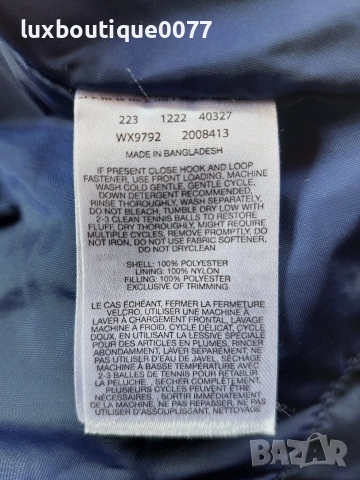 luxboutique0077
223 1222 40327
WX9792 2008413
MADE IN BANGLADESH
IF PRESENT CLOSE HOOK AND LOOP
FASTENER, USE FRONT LOADING, MACHINE
WASH COLD GENTLE, GENTLE CYCLE,
DOWN DETERGENT RECOMMENDED,
RINSE THOROUGHLY, WASH SEPARATELY,
DO NOT BLEACH, TUMBLE DRY LOW WITH
2-3 CLEAN TENNIS BALLS TO RESTORE
FLUFF, DRY THOROUGHLY, MIGHT REQUIRE
MULTIPLE CYCLES, REMOVE PROMPTLY, DO
NOT IRON, DO NOT USE FABRIC SOFTENER,
DO NOT DRYCLEAN
SHELL: 100% POLYESTER
LINING: 100% NYLON
FILLING: 100% POLYESTER
EXCLUSIVE OF TRIMMING
LE CAS ÉCHÉANT, FERMER LA FERMETURE
VELCRO, UTILISER UNE MACHINE À
LAVER À CHARGEMENT FRONTAL, LAVAGE
MACHINE À FROID, CYCLE DÉLICAT, CYCLE
DOUX, EN UTILISANT UNE LESSIVE SPÉCIALE
POUR DES ARTICLES EN PLUMES, RINCER
ABONDAMMENT, LAVER SÉPARÉMENT, NE
PAS UTILISER D'EAU DE JAVEL, SÉCHAGE
MACHINE À BASSE TEMPÉRATURE AVEC
2-3 BALLES DE TENNIS POUR RÉTABLIR
LA PELUCHE, SÉCHER COMPLÈTEMENT,
PLUSIEURS CYCLES PEUVENT ÊTRE
NÉCESSAIRES, SORTIR IMMÉDIATEMENT
DE LA MACHINE, NE PAS REPASSER, NE PAS
UTILISER D'ASSOUPLISSANT, NETTOYAGE
BAZAR